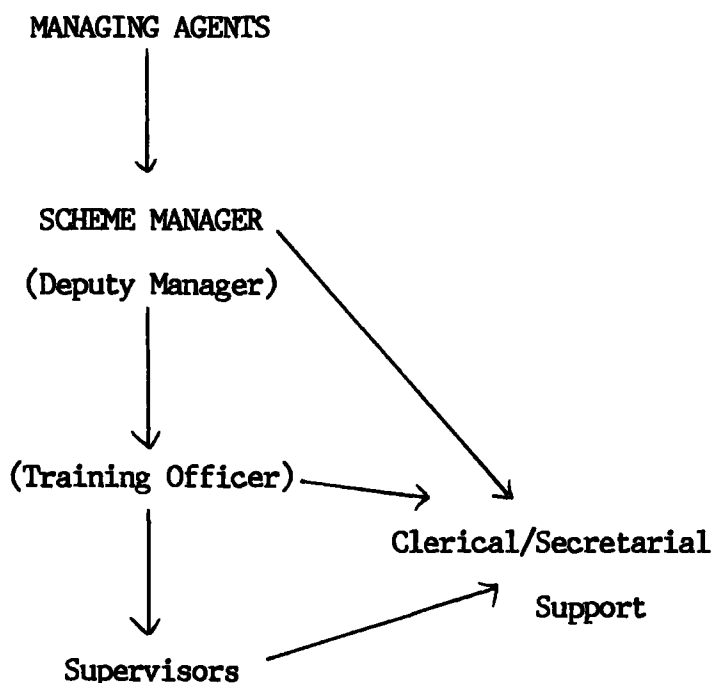 MANAGING AGENTS
SCHEME MANAGER
(Deputy Manager)
(Training Officer)
Clerical/Secretarial
Support
Supervisors